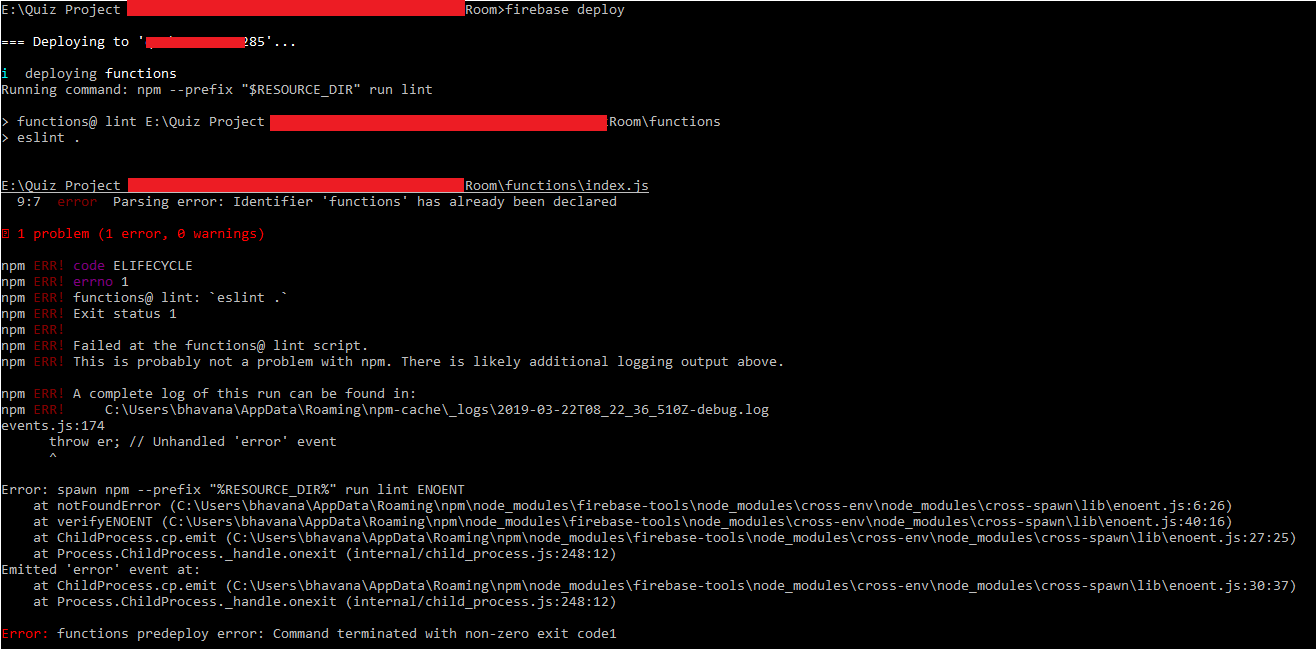 E:\Quiz Project Room>firebase deploy
=== Deploying to '285'...
i deploying functions
Running command: npm --prefix "$RESOURCE_DIR" run lint
> functions@ lint E:\Quiz Project Room\functions
> eslint .
E:\Quiz Project Room\functions\index.js
9:7 error Parsing error: Identifier 'functions' has already been declared
1 problem (1 error, 0 warnings)
npm ERR! code ELIFECYCLE
npm ERR! errno 1
npm ERR! functions@ lint: `eslint .`
npm ERR! Exit status 1
npm ERR!
npm ERR! Failed at the functions@ lint script.
npm ERR! This is probably not a problem with npm. There is likely additional logging output above.
npm ERR! A complete log of this run can be found in:
npm ERR!     C:\Users\bhavana\AppData\Roaming\npm-cache\_logs\2019-03-22T08_22_36_510Z-debug.log
events.js:174
throw er; // Unhandled 'error' event
^
Error: spawn npm --prefix "%RESOURCE_DIR%" run lint ENOENT
at notFoundError (C:\Users\bhavana\AppData\Roaming\npm\node_modules\firebase-tools\node_modules\cross-env\node_modules\cross-spawn\lib\enoent.js:6:26)
at verifyENOENT (C:\Users\bhavana\AppData\Roaming\npm\node_modules\firebase-tools\node_modules\cross-env\node_modules\cross-spawn\lib\enoent.js:40:16)
at ChildProcess.cp.emit (C:\Users\bhavana\AppData\Roaming\npm\node_modules\firebase-tools\node_modules\cross-env\node_modules\cross-spawn\lib\enoent.js:27:25)
at Process.ChildProcess._handle.onexit (internal/child_process.js:248:12)
Emitted 'error' event at:
at ChildProcess.cp.emit (C:\Users\bhavana\AppData\Roaming\npm\node_modules\firebase-tools\node_modules\cross-env\node_modules\cross-spawn\lib\enoent.js:30:37)
at Process.ChildProcess._handle.onexit (internal/child_process.js:248:12)
Error: functions predeploy error: Command terminated with non-zero exit code1